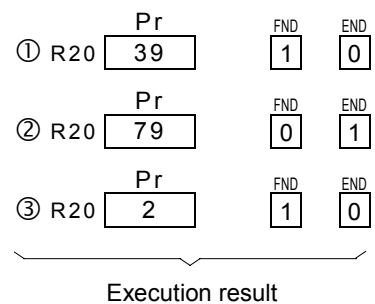 Pr FND END
① R20 39 1 0
Pr FND END
② R20 79 0 1
Pr FND END
③ R20 2 1 0
Execution result